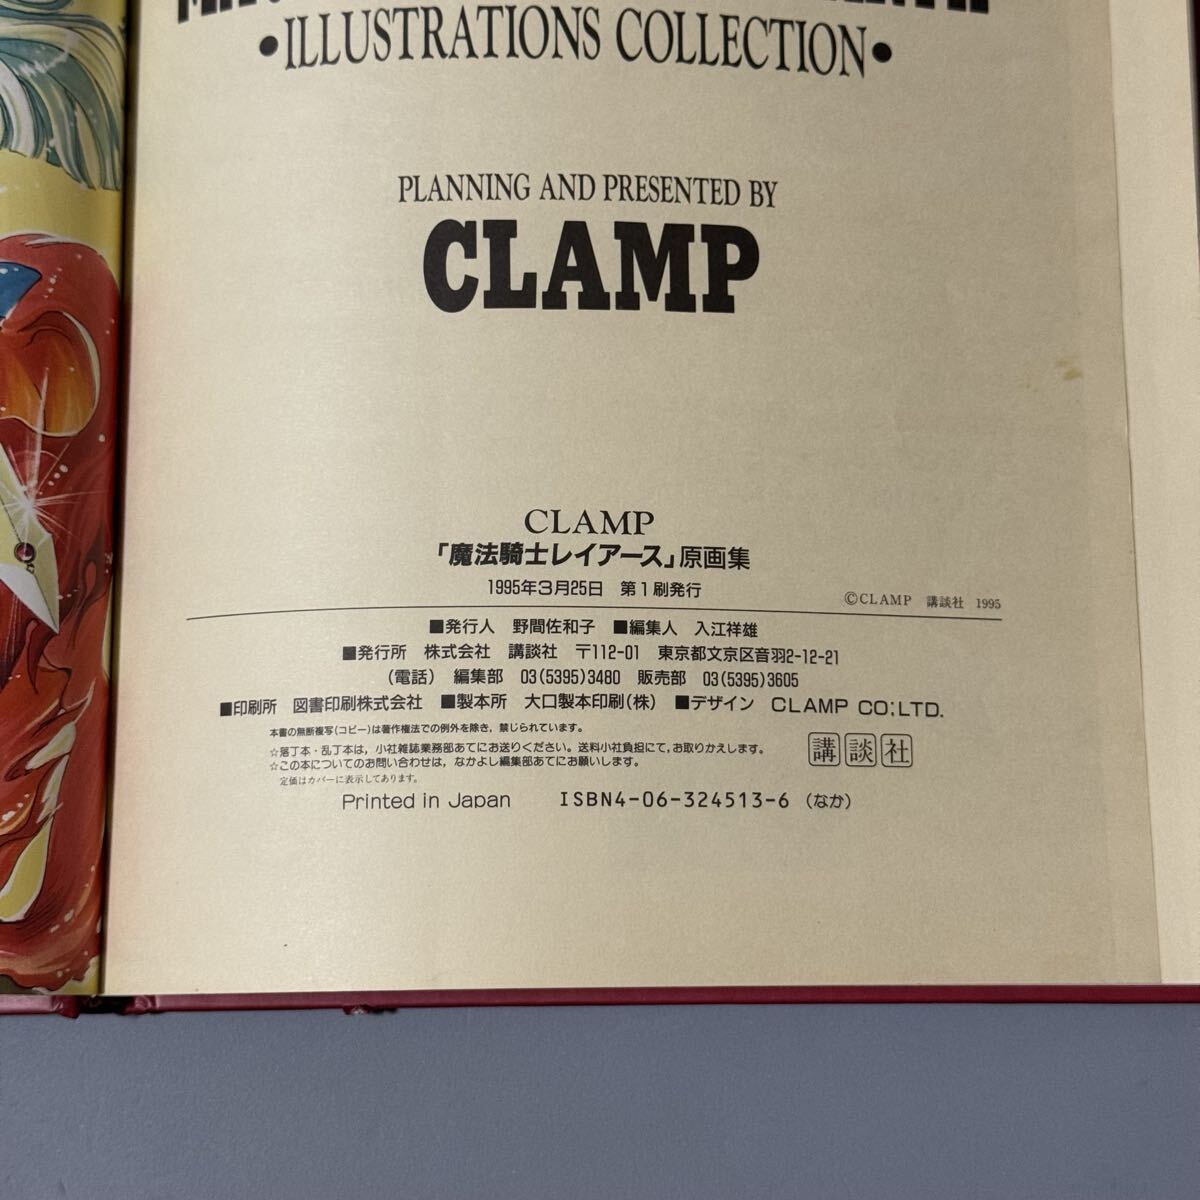 •ILLUSTRATIONS COLLECTION•
PLANNING AND PRESENTED BY
CLAMP
CLAMP
「魔法騎士レイアース」原画集
1995年3月25日　第1刷発行
©CLAMP　講談社　1995
■発行人　野間佐和子　■編集人　入江祥雄
■発行所　株式会社　講談社　〒112-01　東京都文京区音羽2-12-21
（電話）　編集部　03(5395)3480　販売部　03(5395)3605
■印刷所　図書印刷株式会社　■製本所　大口製本印刷(株)　■デザイン　CLAMP CO;LTD.
本書の無断複写(コピー)は著作権法での例外を除き，禁じられています。
☆落丁本・乱丁本は，小社雑誌業務部あてにお送りください。送料小社負担にて，お取りかえします。
☆この本についてのお問い合わせは，なかよし編集部あてにお願いします。
定価はカバーに表示してあります。
講談社
Printed in Japan　ISBN4-06-324513-6（なか）